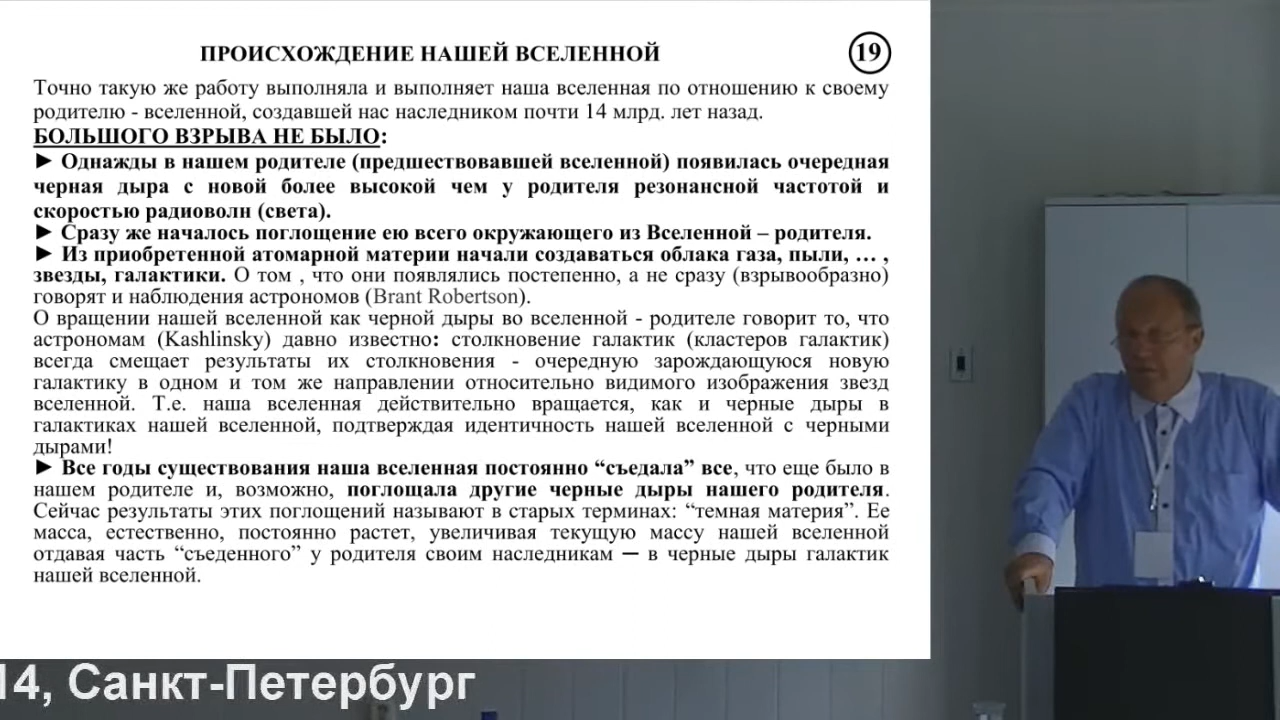 ПРОИСХОЖДЕНИЕ НАШЕЙ ВСЕЛЕННОЙ
19
Точно такую же работу выполняла и выполняет наша вселенная по отношению к своему
родителю - вселенной, создавшей нас наследником почти 14 млрд. лет назад.
БОЛЬШОГО ВЗРЫВА НЕ БЫЛО:
► Однажды в нашем родителе (предшествовавшей вселенной) появилась очередная
черная дыра с новой более высокой чем у родителя резонансной частотой и
скоростью радиоволн (света).
► Сразу же началось поглощение ею всего окружающего из Вселенной – родителя.
► Из приобретенной атомарной материи начали создаваться облака газа, пыли, … ,
звезды, галактики. О том , что они появлялись постепенно, а не сразу (взрывообразно)
говорят и наблюдения астрономов (Brant Robertson).
О вращении нашей вселенной как черной дыры во вселенной - родителе говорит то, что
астрономам (Kashlinsky) давно известно: столкновение галактик (кластеров галактик)
всегда смещает результаты их столкновения - очередную зарождающуюся новую
галактику в одном и том же направлении относительно видимого изображения звезд
вселенной. Т.е. наша вселенная действительно вращается, как и черные дыры в
галактиках нашей вселенной, подтверждая идентичность нашей вселенной с черными
дырами!
► Все годы существования наша вселенная постоянно “съедала” все, что еще было в
нашем родителе и, возможно, поглощала другие черные дыры нашего родителя.
Сейчас результаты этих поглощений называют в старых терминах: “темная материя”. Ее
масса, естественно, постоянно растет, увеличивая текущую массу нашей вселенной
отдавая часть “съеденного” у родителя своим наследникам ─ в черные дыры галактик
нашей вселенной.
14, Санкт-Петербург